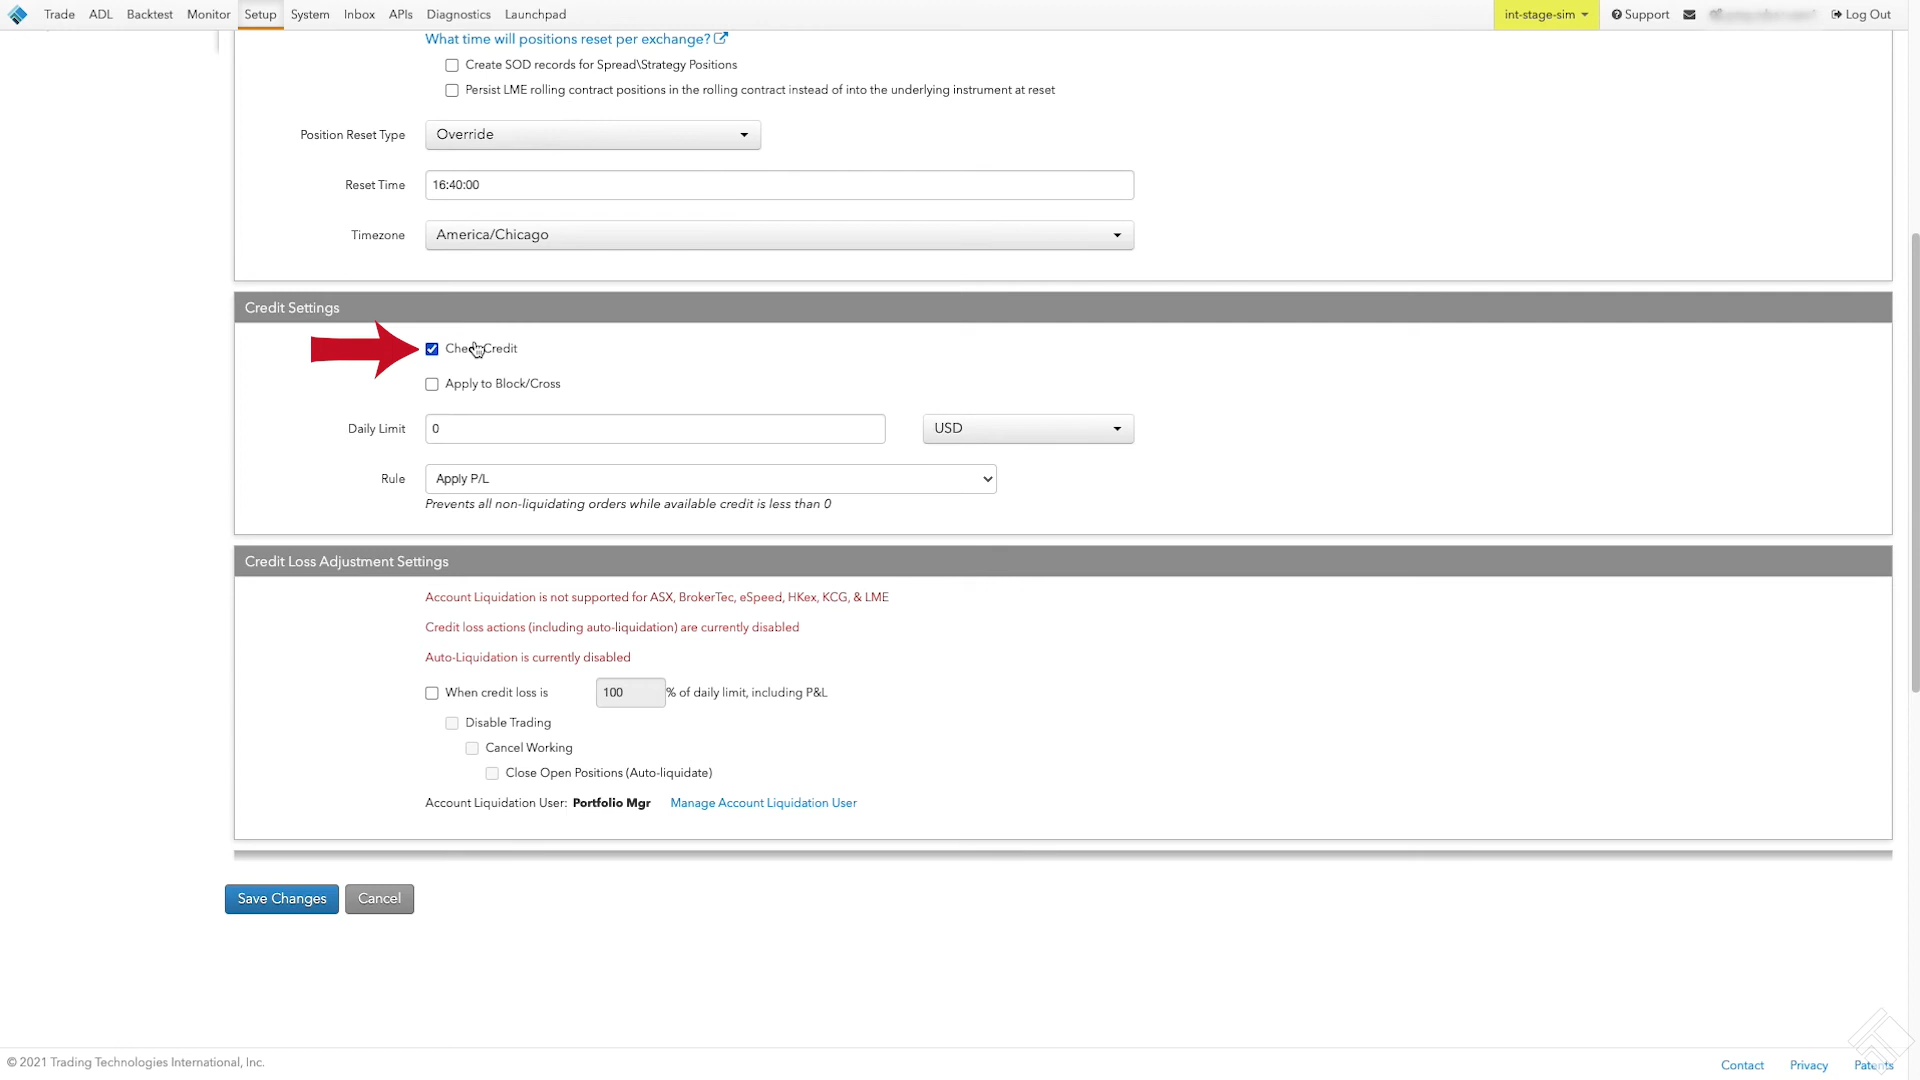 Trade ADL Backtest Monitor Setup System Inbox APIs Diagnostics Launchpad int-stage-sim Support Log Out
What time will positions reset per exchange?
Create SOD records for Spread\Strategy Positions
Persist LME rolling contract positions in the rolling contract instead of into the underlying instrument at reset
Position Reset Type Override
Reset Time 16:40:00
Timezone America/Chicago
Credit Settings
Check Credit
Apply to Block/Cross
Daily Limit 0 USD
Rule Apply P/L
Prevents all non-liquidating orders while available credit is less than 0
Credit Loss Adjustment Settings
Account Liquidation is not supported for ASX, BrokerTec, eSpeed, HKex, KCG, & LME
Credit loss actions (including auto-liquidation) are currently disabled
Auto-Liquidation is currently disabled
When credit loss is 100 % of daily limit, including P&L
Disable Trading
Cancel Working
Close Open Positions (Auto-liquidate)
Account Liquidation User: Portfolio Mgr Manage Account Liquidation User
Save Changes Cancel
© 2021 Trading Technologies International, Inc.
Contact Privacy Patents